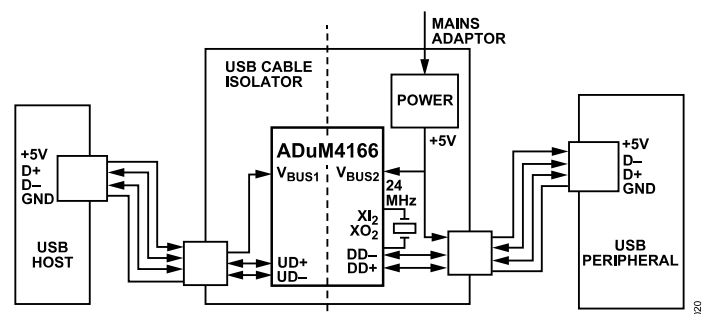 MAINS
ADAPTOR
USB CABLE
ISOLATOR
POWER
+5V
D+
D–
GND
USB
HOST
ADuM4166
VBUS1
VBUS2
+5V
24
MHz
XI2
XO2
UD+
UD–
DD–
DD+
+5V
D–
D+
GND
USB
PERIPHERAL
020